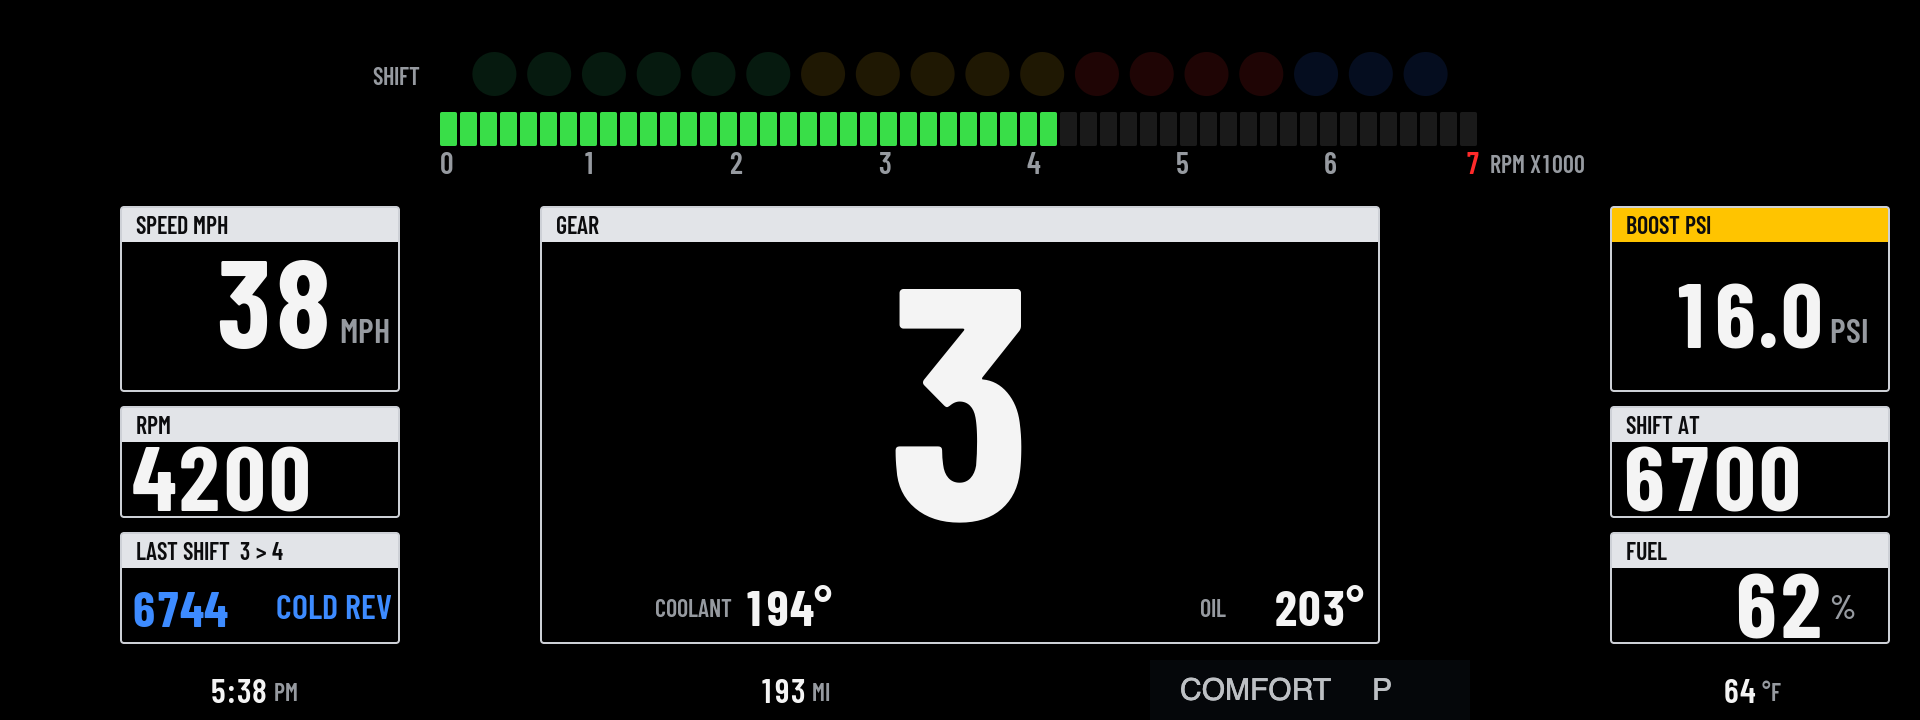 SHIFT
0 1 2 3 4 5 6 7 RPM X1000
SPEED MPH
38 MPH
RPM
4200
LAST SHIFT 3 > 4
6744 COLD REV
GEAR
3
COOLANT 194° OIL 203°
BOOST PSI
16.0 PSI
SHIFT AT
6700
FUEL
62 %
5:38 PM 193 MI COMFORT P 64 °F